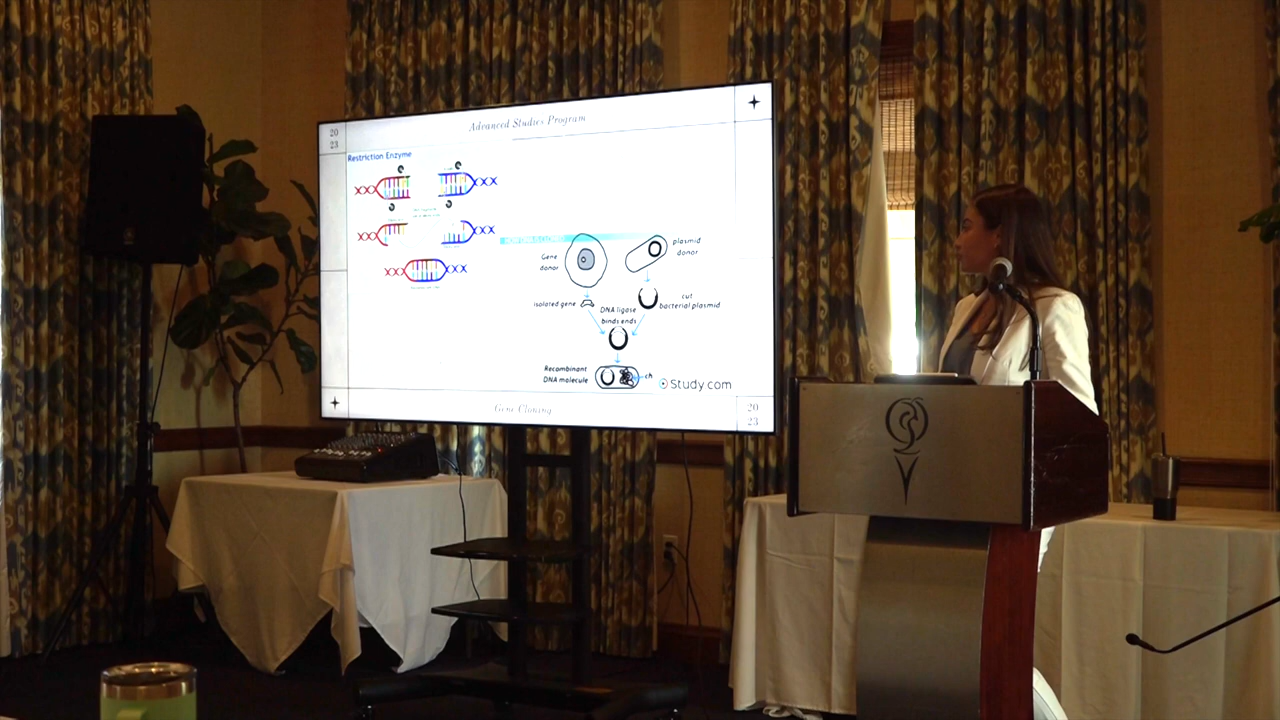 20
23
Advanced Studies Program
Restriction Enzyme
Gene
donor
plasmid
donor
isolated gene
cut
bacterial plasmid
DNA ligase
binds ends
Recombinant
DNA molecule
ch
Study.com
Gene Cloning
20
23